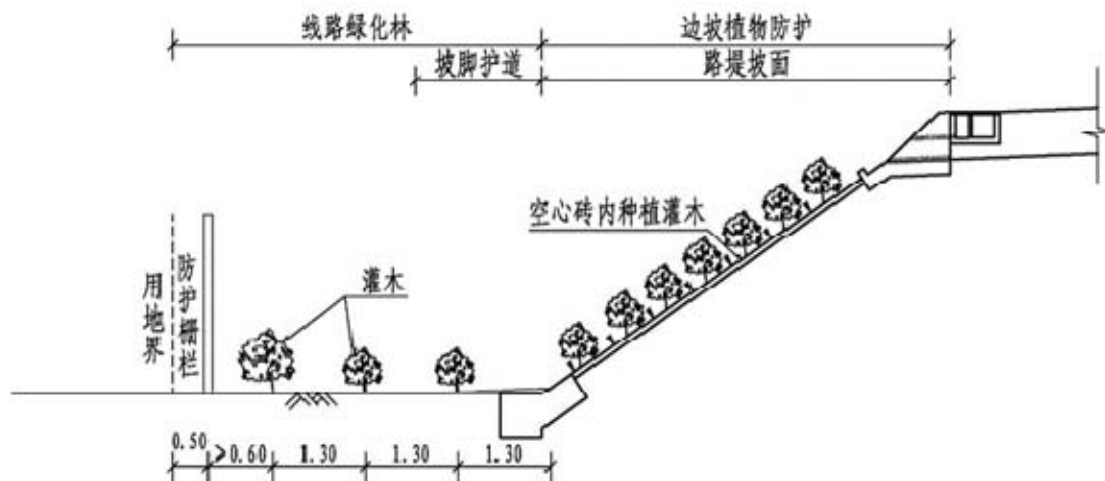 线路绿化林
边坡植物防护
坡脚护道
路堤坡面
空心砖内种植灌木
用地界
防护栅栏
灌木
0.50
>0.60
1.30
1.30
1.30